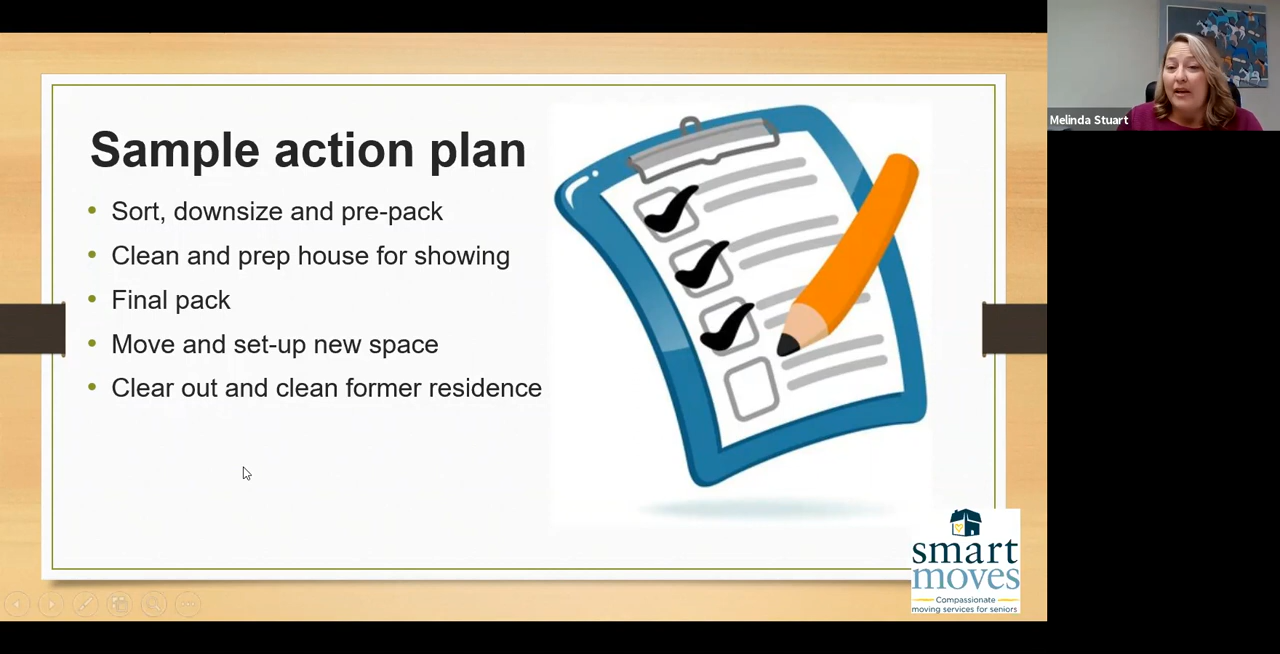 Sample action plan
Sort, downsize and pre-pack
Clean and prep house for showing
Final pack
Move and set-up new space
Clear out and clean former residence
Melinda Stuart
smart
moves
Compassionate
moving services for seniors